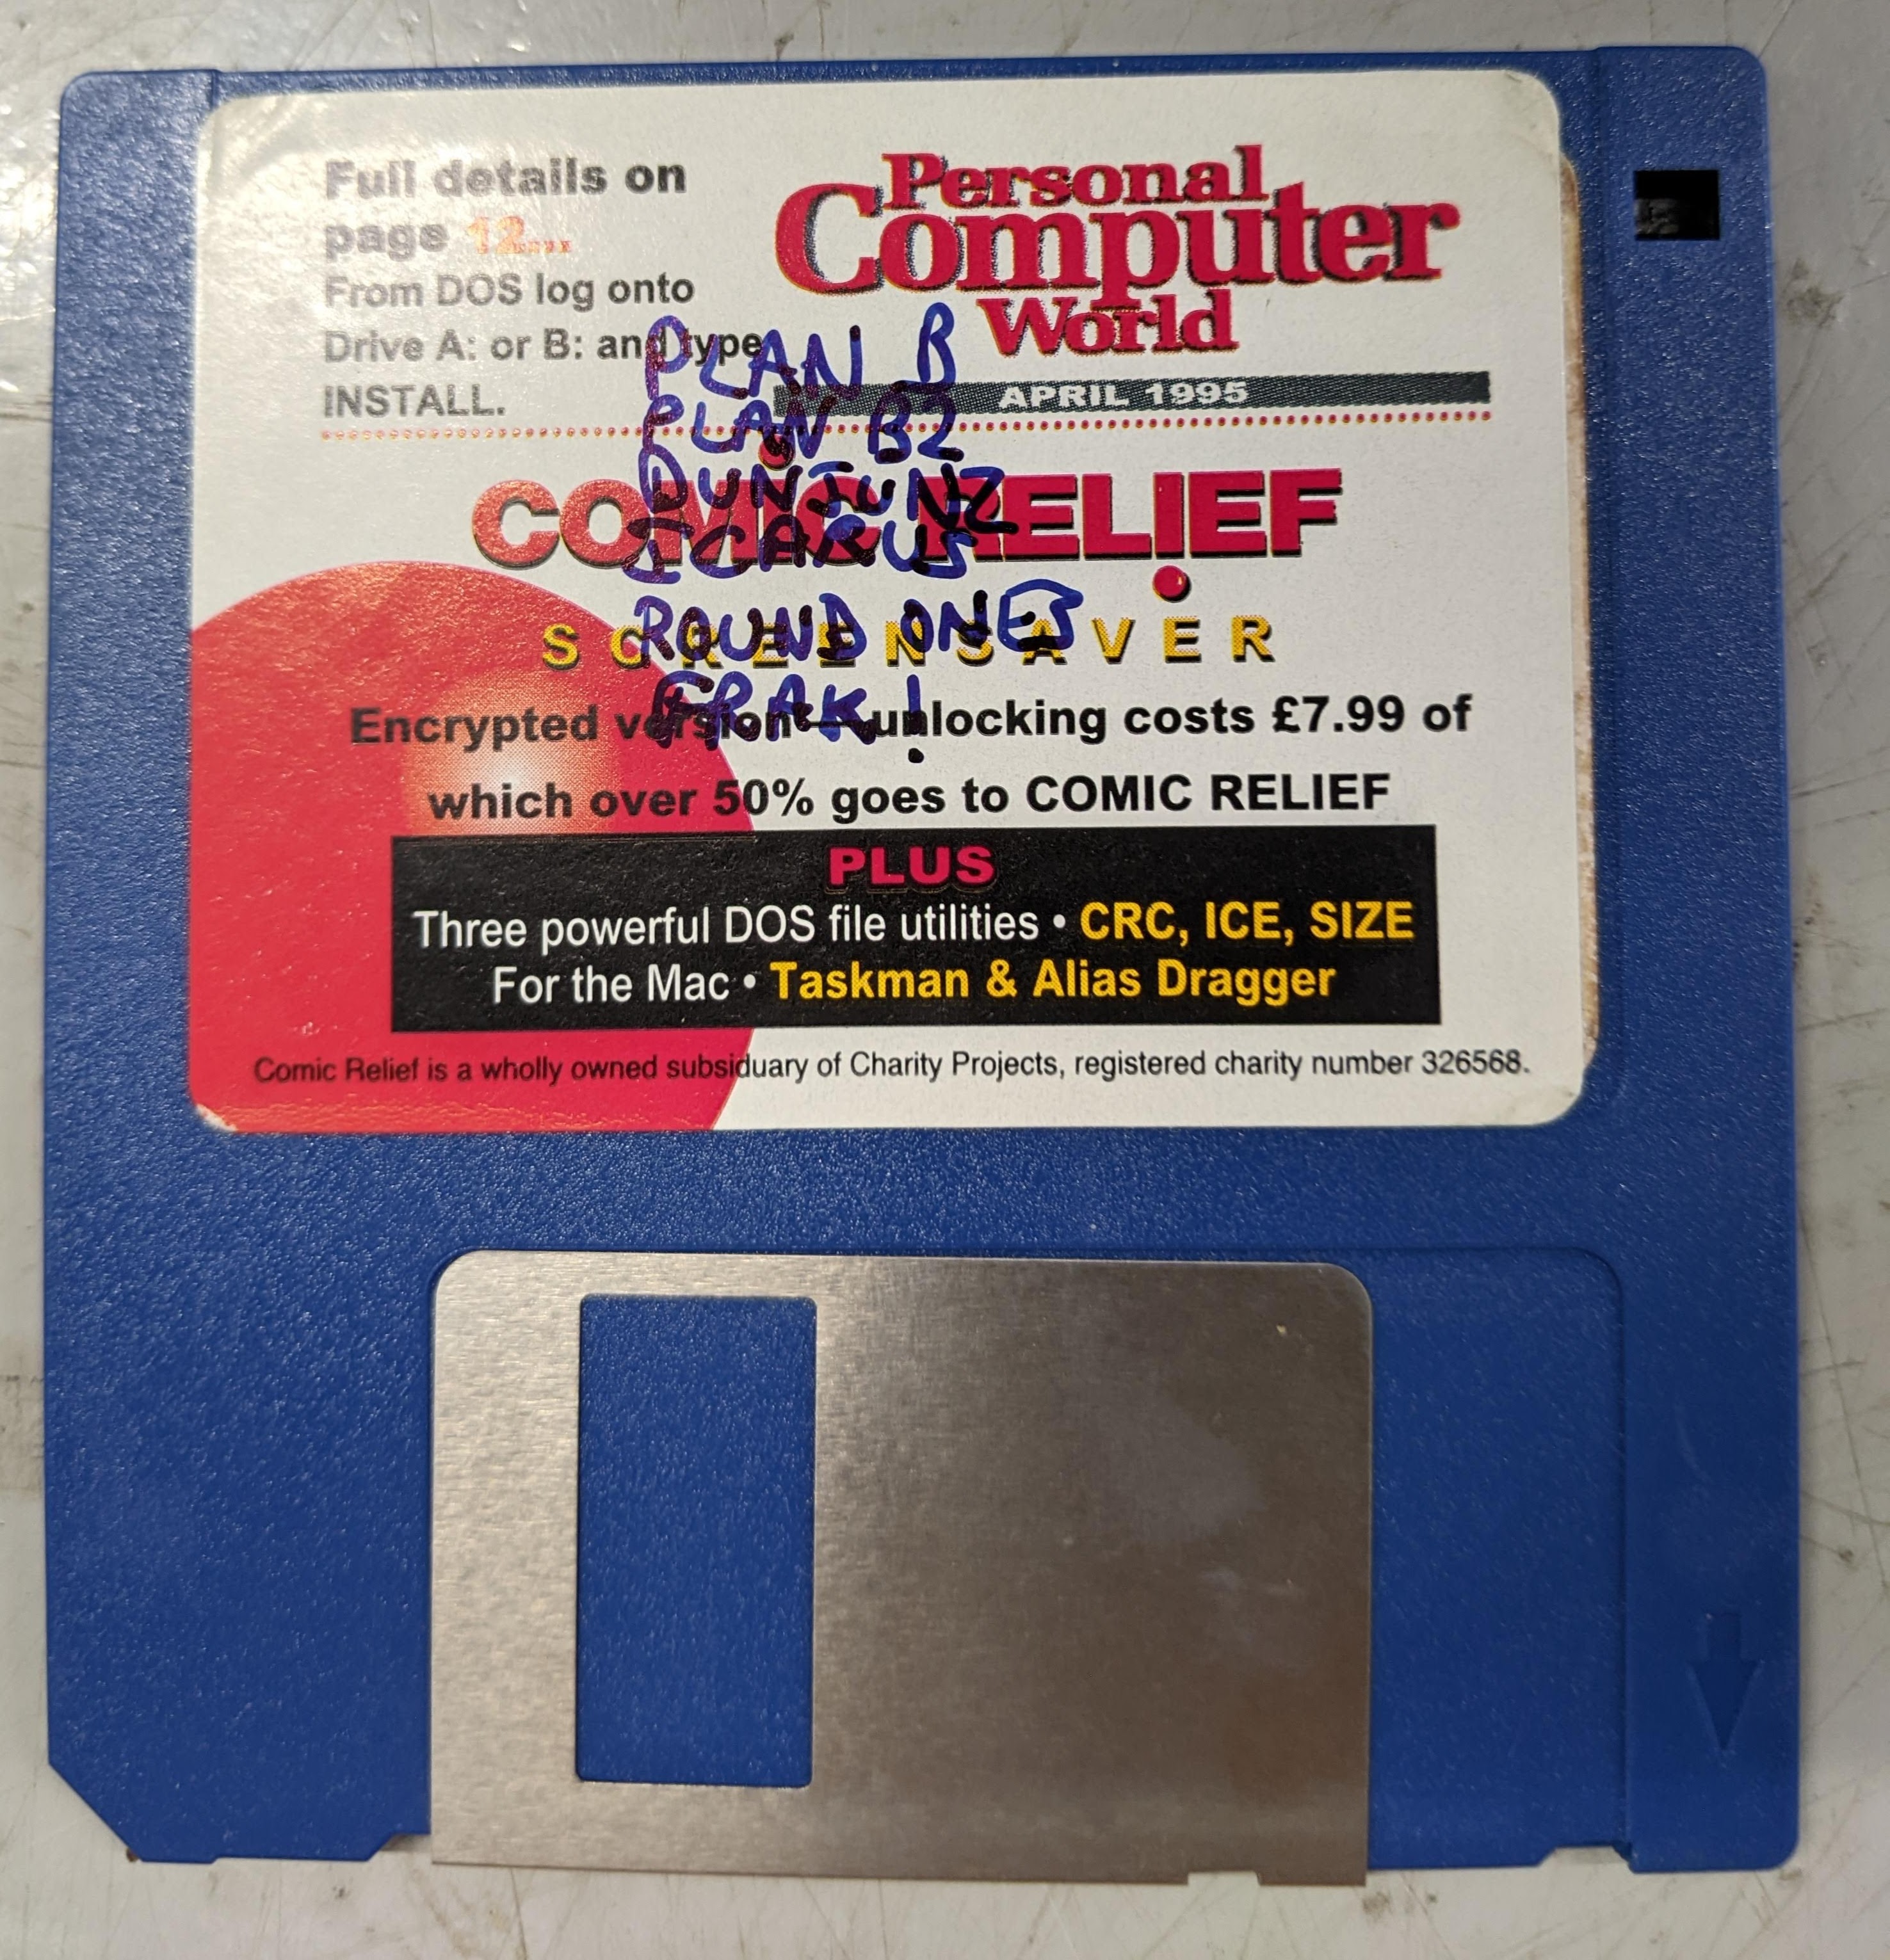 Full details on
page 12...
From DOS log onto
Drive A: or B: and type
INSTALL.
Personal
Computer
World
APRIL 1995
PLAN B
PLAN B2
DUNJUNZ
ICARUS
ROUND ONES
FRAK!
COMIC RELIEF
SCREENSAVER
Encrypted version - unlocking costs £7.99 of
which over 50% goes to COMIC RELIEF
PLUS
Three powerful DOS file utilities • CRC, ICE, SIZE
For the Mac • Taskman & Alias Dragger
Comic Relief is a wholly owned subsiduary of Charity Projects, registered charity number 326568.